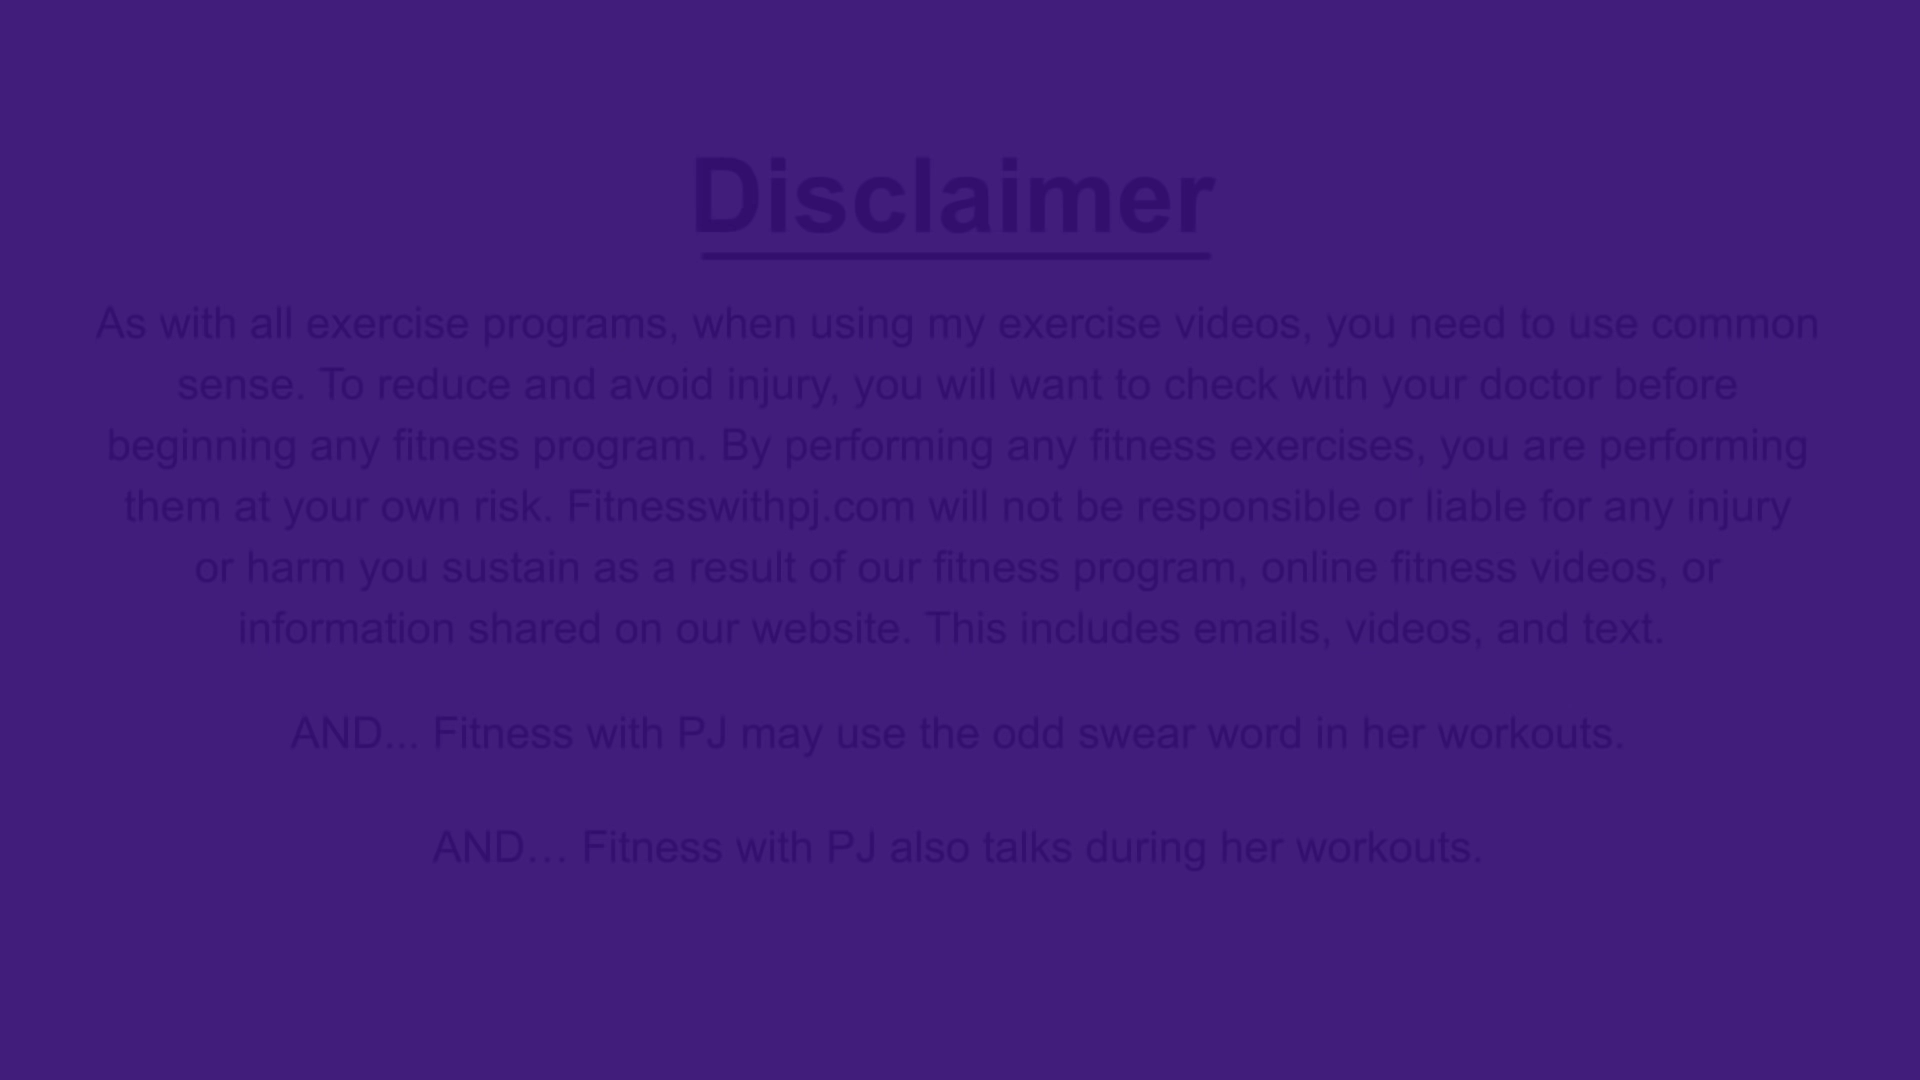 Disclaimer
As with all exercise programs, when using my exercise videos, you need to use common
sense. To reduce and avoid injury, you will want to check with your doctor before
beginning any fitness program. By performing any fitness exercises, you are performing
them at your own risk. Fitnesswithpj.com will not be responsible or liable for any injury
or harm you sustain as a result of our fitness program, online fitness videos, or
information shared on our website. This includes emails, videos, and text.
AND... Fitness with PJ may use the odd swear word in her workouts.
AND… Fitness with PJ also talks during her workouts.